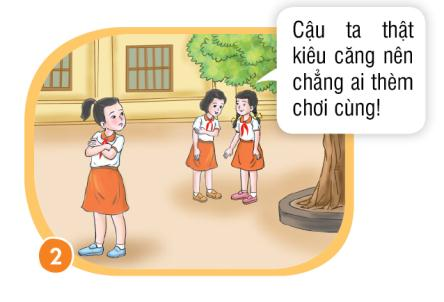 Cậu ta thật
kiêu căng nên
chẳng ai thèm
chơi cùng!
2